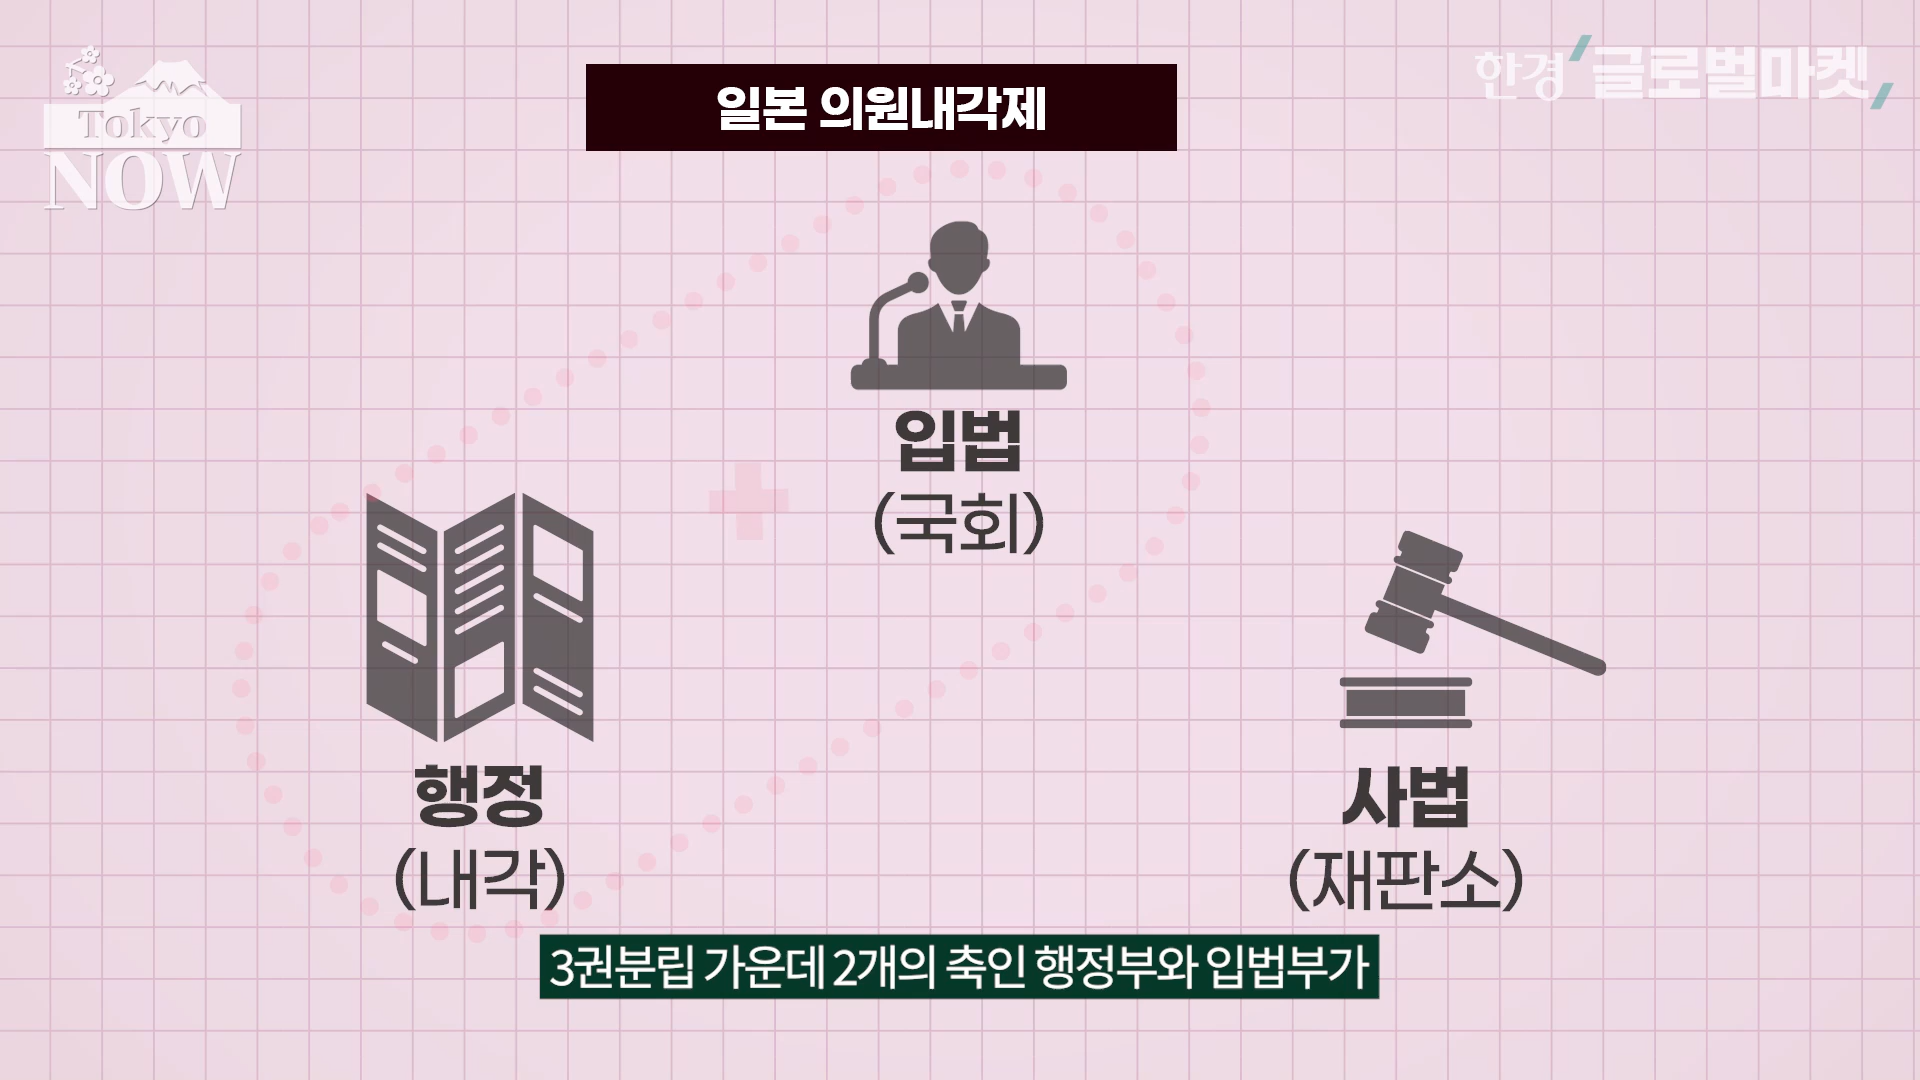 Tokyo
NOW
일본 의원내각제
한경 글로벌마켓
입법
(국회)
행정
(내각)
사법
(재판소)
3권분립 가운데 2개의 축인 행정부와 입법부가